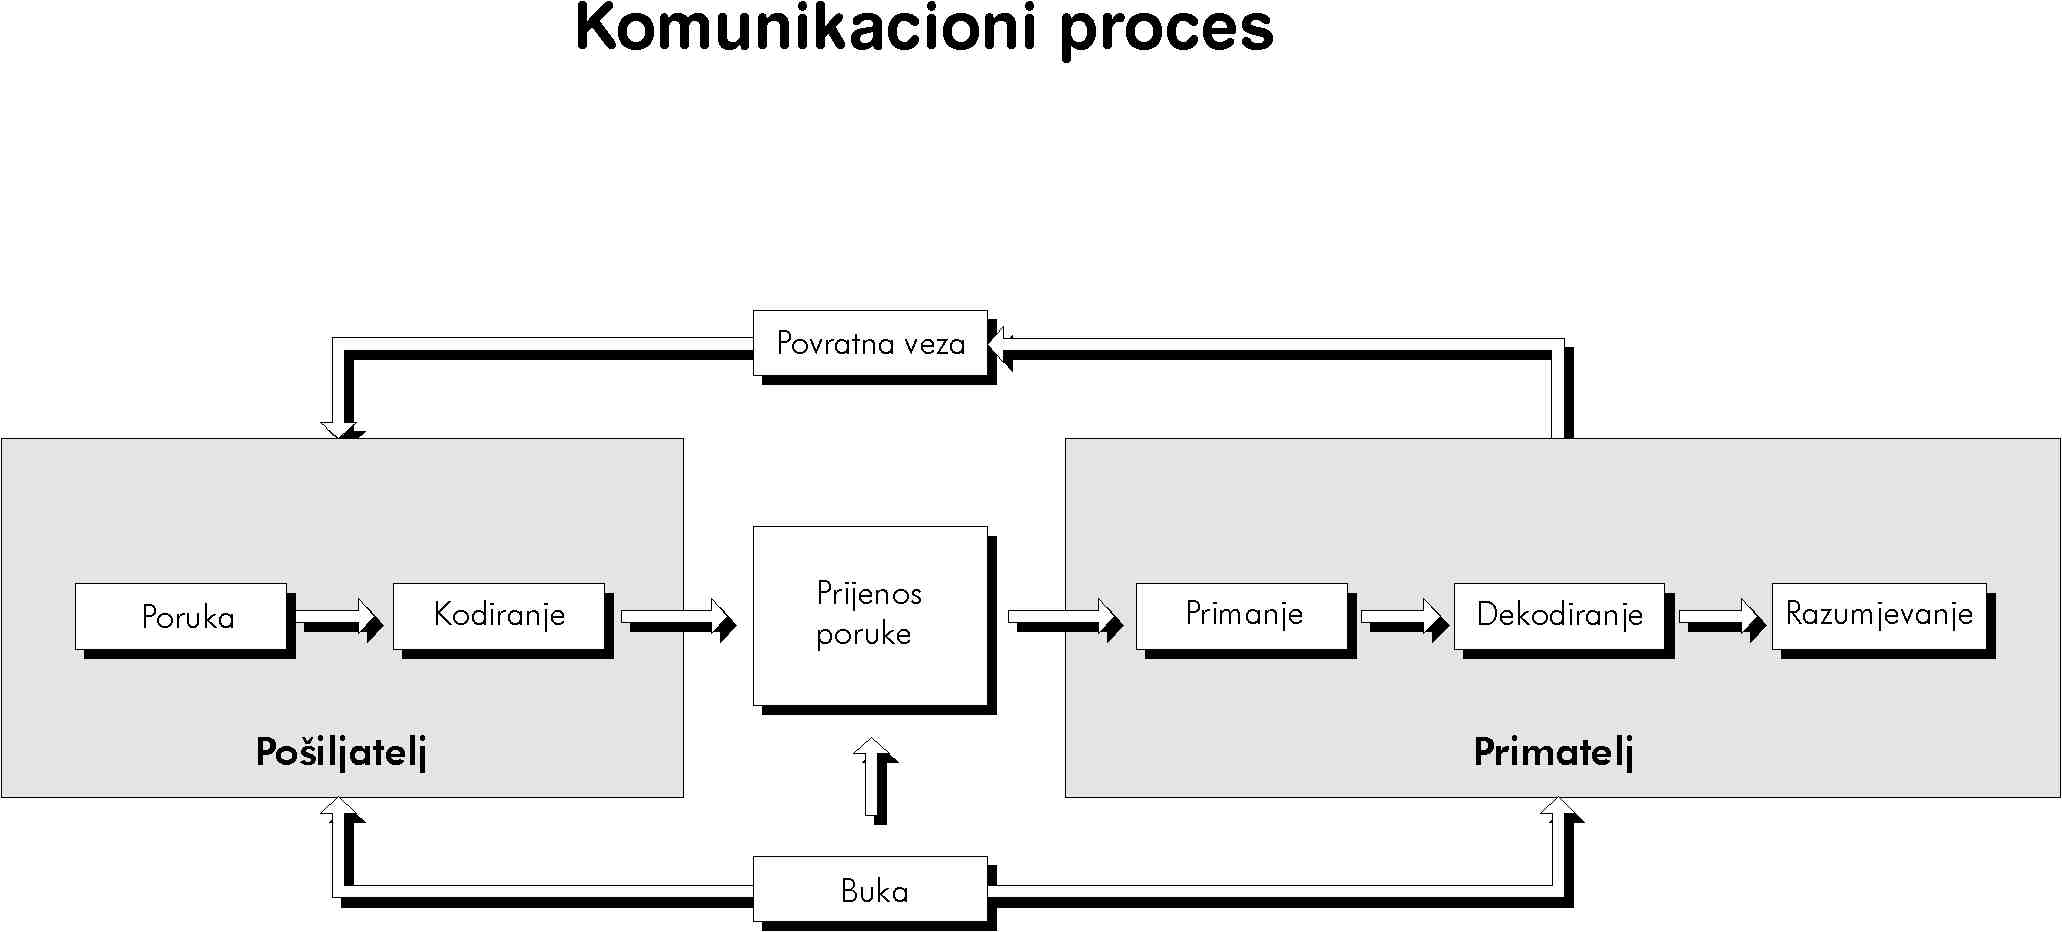 Komunikacioni proces
Povratna veza
Poruka
Kodiranje
Prijenos
poruke
Primanje
Dekodiranje
Razumjevanje
Pošiljatelj
Primatelj
Buka